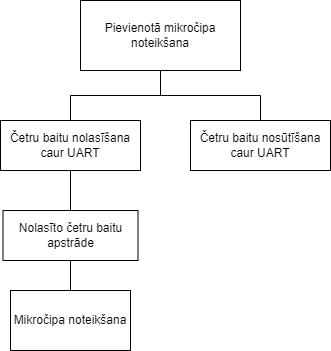 Pievienotā mikročipa
noteikšana
Četru baitu nolasīšana
caur UART
Četru baitu nosūtīšana
caur UART
Nolasīto četru baitu
apstrāde
Mikročipa noteikšana